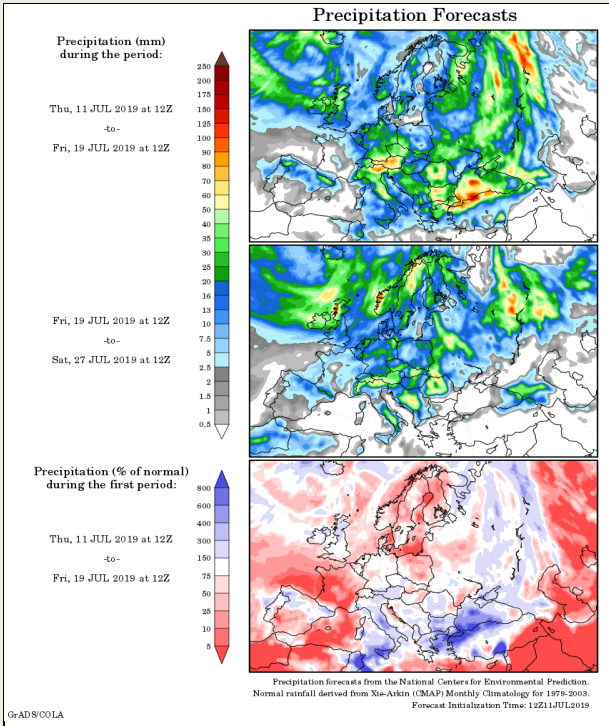 Precipitation Forecasts
Precipitation (mm)
during the period:
Thu, 11 JUL 2019 at 12Z
-to-
Fri, 19 JUL 2019 at 12Z
250
200
175
150
125
100
90
80
70
60
50
40
35
30
25
20
16
13
10
7.5
5
2.5
2
1.5
1
0.5
Fri, 19 JUL 2019 at 12Z
-to-
Sat, 27 JUL 2019 at 12Z
Precipitation (% of normal)
during the first period:
Thu, 11 JUL 2019 at 12Z
-to-
Fri, 19 JUL 2019 at 12Z
800
600
400
300
150
75
50
25
10
5
Precipitation forecasts from the National Centers for Environmental Prediction.
Normal rainfall derived from Xie-Arkin (CMAP) Monthly Climatology for 1979-2003.
Forecast Initialization Time: 12Z11JUL2019
GrADS/COLA